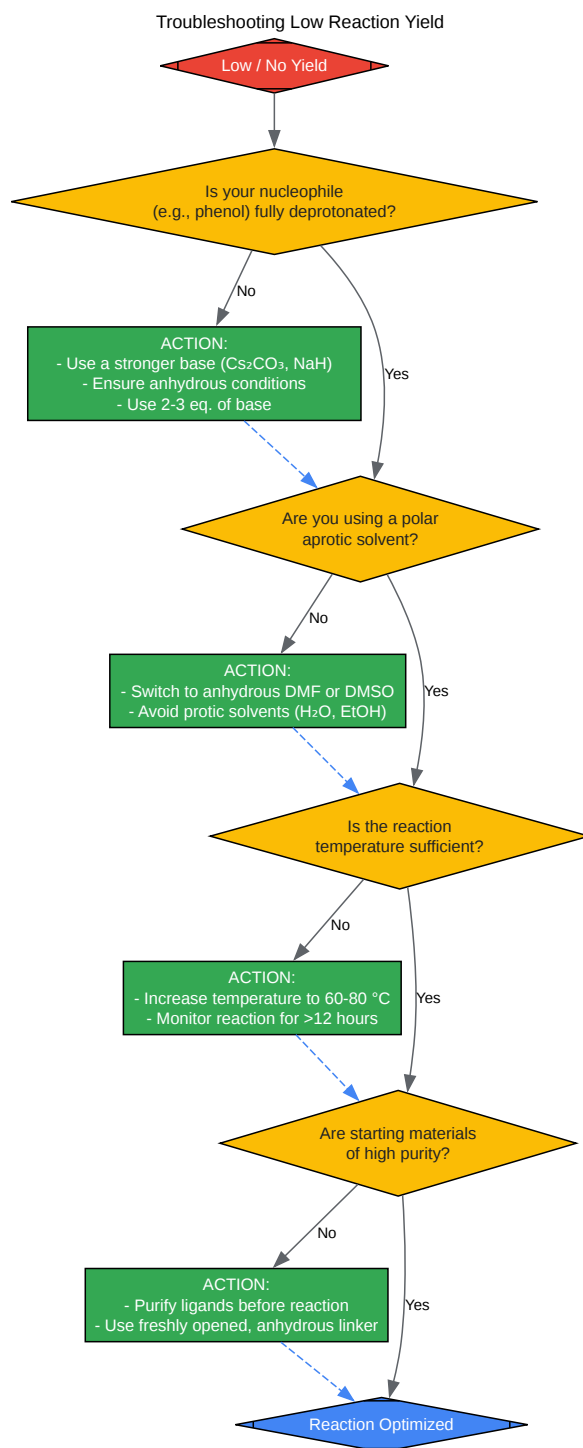 Troubleshooting Low Reaction Yield
Low / No Yield
Is your nucleophile
(e.g., phenol) fully deprotonated?
No
Yes
ACTION:
- Use a stronger base (Cs₂CO₃, NaH)
- Ensure anhydrous conditions
- Use 2-3 eq. of base
Are you using a polar
aprotic solvent?
No
Yes
ACTION:
- Switch to anhydrous DMF or DMSO
- Avoid protic solvents (H₂O, EtOH)
Is the reaction
temperature sufficient?
No
Yes
ACTION:
- Increase temperature to 60-80 °C
- Monitor reaction for >12 hours
Are starting materials
of high purity?
No
Yes
ACTION:
- Purify ligands before reaction
- Use freshly opened, anhydrous linker
Reaction Optimized